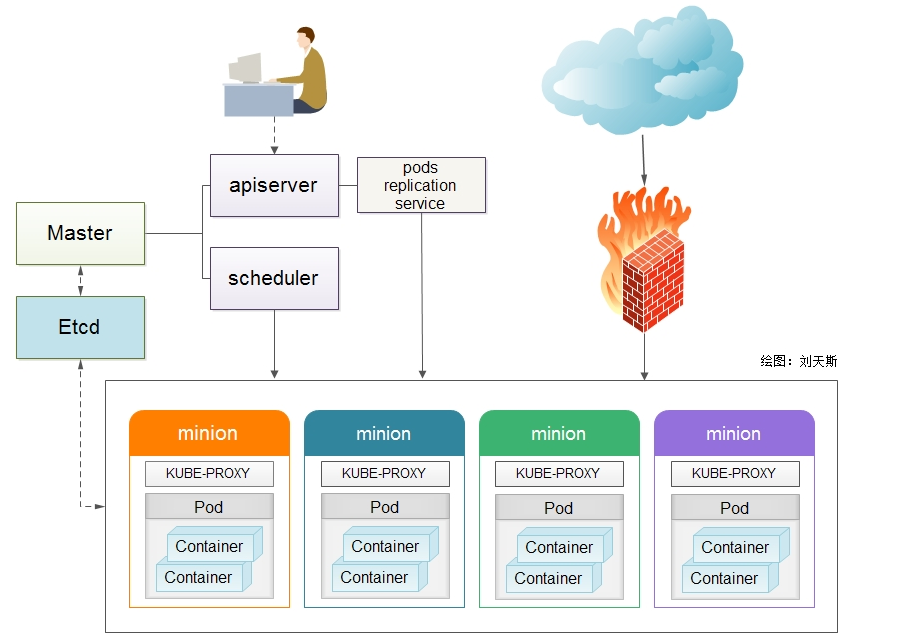 apiserver
pods
replication
service
Master
scheduler
Etcd
绘图：刘天斯
minion
minion
minion
minion
KUBE-PROXY
KUBE-PROXY
KUBE-PROXY
KUBE-PROXY
Pod
Pod
Pod
Pod
Container
Container
Container
Container
Container
Container
Container
Container